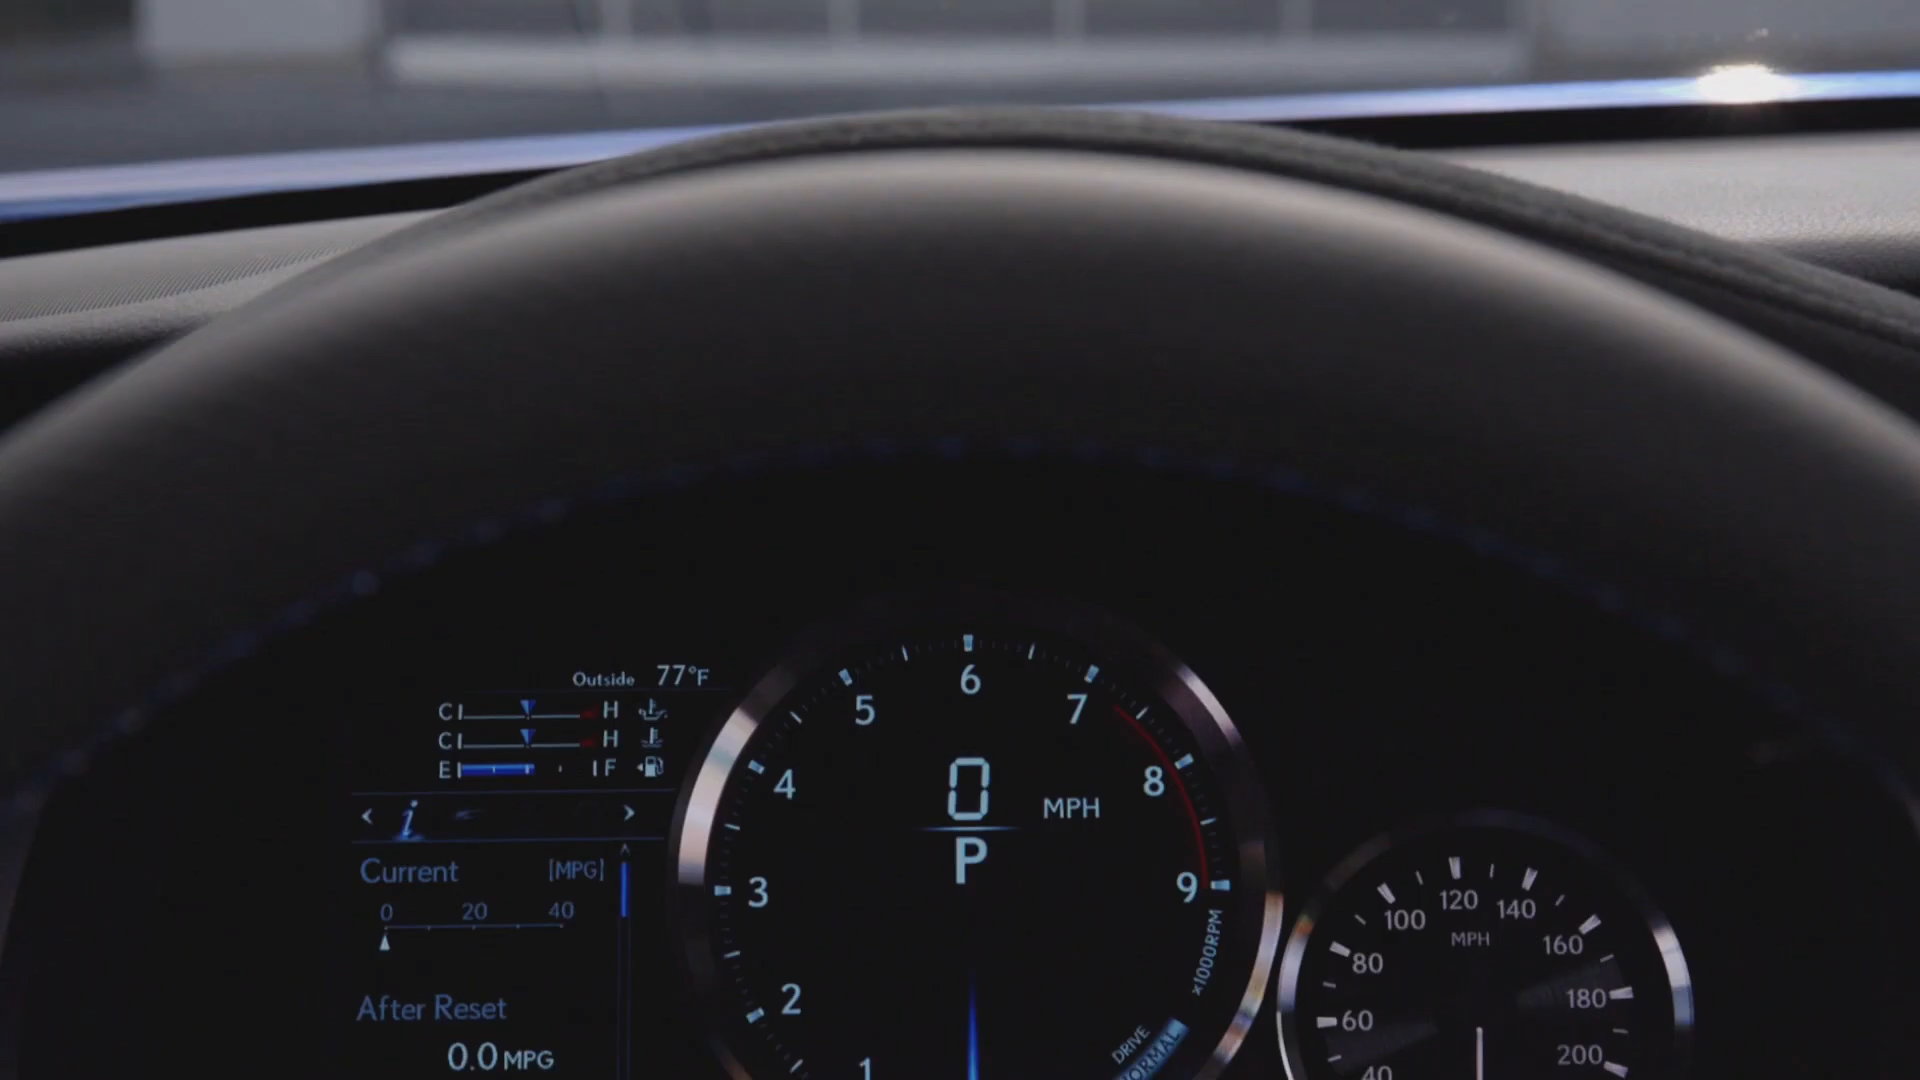 Outside 77°F
C H
C H
E F
< i >
Current [MPG]
0 20 40
After Reset
0.0 MPG
1
2
3
4
5
6
7
8
9
×1000RPM
0 MPH
P
DRIVE
NORMAL
40
60
80
100
120
140
160
180
200
MPH